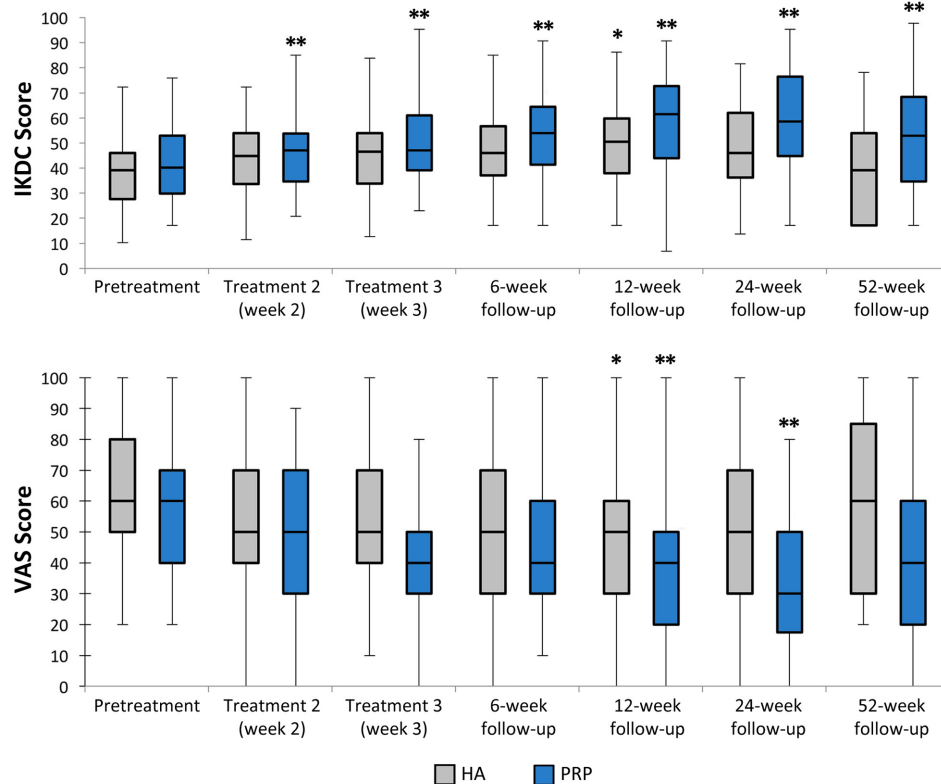 IKDC Score
100
90
80
70
60
50
40
30
20
10
0
** ** ** * ** ** **
Pretreatment Treatment 2 Treatment 3 6-week 12-week 24-week 52-week
(week 2) (week 3) follow-up follow-up follow-up follow-up
VAS Score
100
90
80
70
60
50
40
30
20
10
0
* ** **
Pretreatment Treatment 2 Treatment 3 6-week 12-week 24-week 52-week
(week 2) (week 3) follow-up follow-up follow-up follow-up
HA PRP